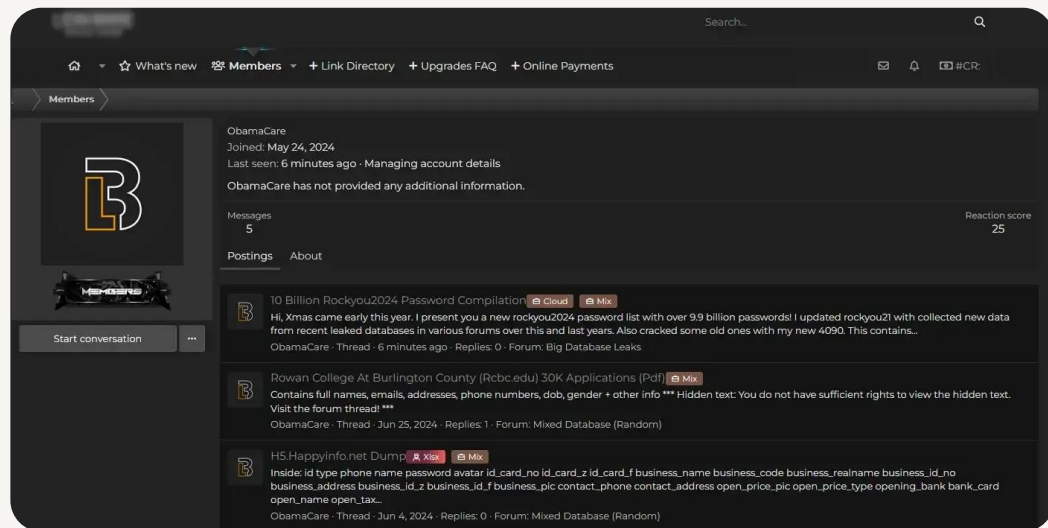 Search...
What's new
Members
+ Link Directory
+ Upgrades FAQ
+ Online Payments
#CR:
Members
ObamaCare
Joined: May 24, 2024
Last seen: 6 minutes ago · Managing account details
ObamaCare has not provided any additional information.
Messages
5
Reaction score
25
Postings
About
MEMBERS
Start conversation
10 Billion Rockyou2024 Password Compilation Cloud Mix
Hi, Xmas came early this year. I present you a new rockyou2024 password list with over 9.9 billion passwords! I updated rockyou21 with collected new data
from recent leaked databases in various forums over this and last years. Also cracked some old ones with my new 4090. This contains...
ObamaCare · Thread · 6 minutes ago · Replies: 0 · Forum: Big Database Leaks
Rowan College At Burlington County (Rcbc.edu) 30K Applications (Pdf) Mix
Contains full names, emails, addresses, phone numbers, dob, gender + other info *** Hidden text: You do not have sufficient rights to view the hidden text.
Visit the forum thread! ***
ObamaCare · Thread · Jun 25, 2024 · Replies: 1 · Forum: Mixed Database (Random)
H5.Happyinfo.net Dump Xlsx Mix
Inside: id type phone name password avatar id_card_no id_card_z id_card_f business_name business_code business_realname business_id_no
business_address business_id_z business_id_f business_pic contact_phone contact_address open_price_pic open_price_type opening_bank bank_card
open_name open_tax...
ObamaCare · Thread · Jun 4, 2024 · Replies: 0 · Forum: Mixed Database (Random)